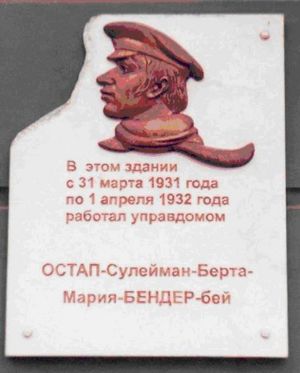 В этом здании
с 31 марта 1931 года
по 1 апреля 1932 года
работал управдомом
ОСТАП-Сулейман-Берта-
Мария-БЕНДЕР-бей